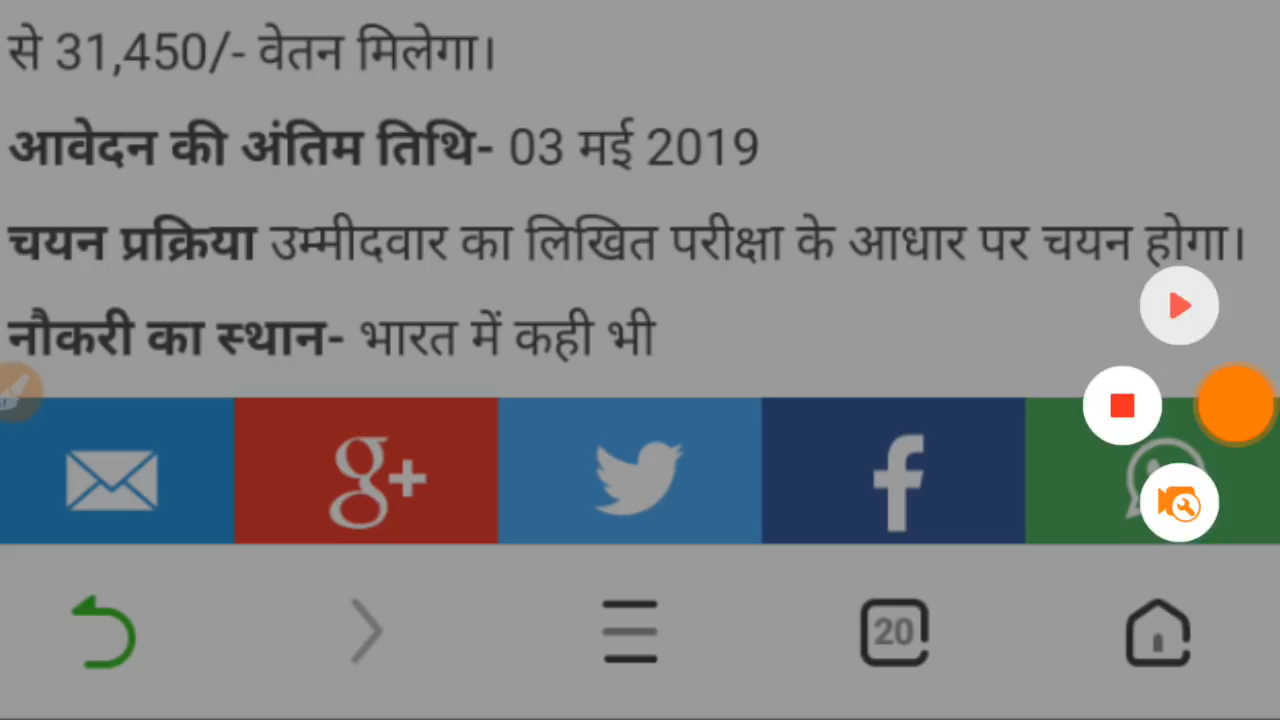 से 31,450/- वेतन मिलेगा।
आवेदन की अंतिम तिथि- 03 मई 2019
चयन प्रक्रिया उम्मीदवार का लिखित परीक्षा के आधार पर चयन होगा।
नौकरी का स्थान- भारत में कही भी
g+
20